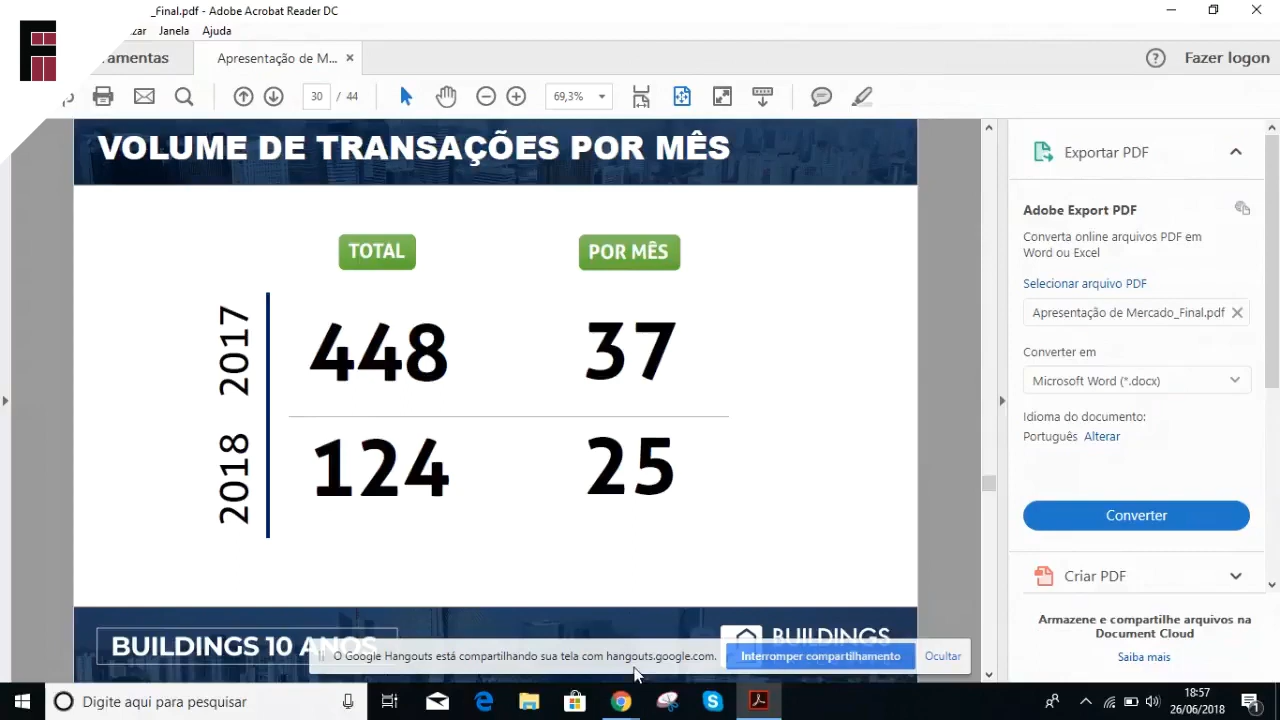 _Final.pdf - Adobe Acrobat Reader DC
Janela Ajuda
Apresentação de M... ×
Fazer logon
30 / 44
69,3%
VOLUME DE TRANSAÇÕES POR MÊS
TOTAL POR MÊS
2017 448 37
2018 124 25
BUILDINGS 10 ANOS
BUILDINGS
O Google Hangouts está compartilhando sua tela com hangouts.google.com.
Interromper compartilhamento
Ocultar
Exportar PDF
Adobe Export PDF
Converta online arquivos PDF em
Word ou Excel
Selecionar arquivo PDF
Apresentação de Mercado_Final.pdf
Converter em
Microsoft Word (*.docx)
Idioma do documento:
Português Alterar
Converter
Criar PDF
Armazene e compartilhe arquivos na
Document Cloud
Saiba mais
Digite aqui para pesquisar
18:57
26/06/2018